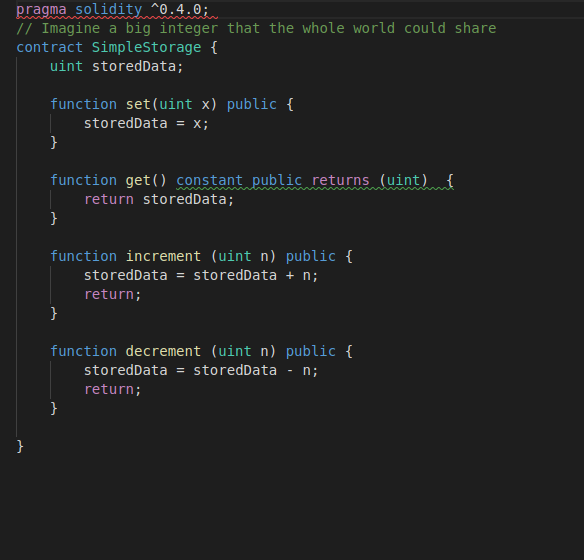 pragma solidity ^0.4.0;
// Imagine a big integer that the whole world could share
contract SimpleStorage {
    uint storedData;

    function set(uint x) public {
        storedData = x;
    }

    function get() constant public returns (uint)  {
        return storedData;
    }

    function increment (uint n) public {
        storedData = storedData + n;
        return;
    }

    function decrement (uint n) public {
        storedData = storedData - n;
        return;
    }

}